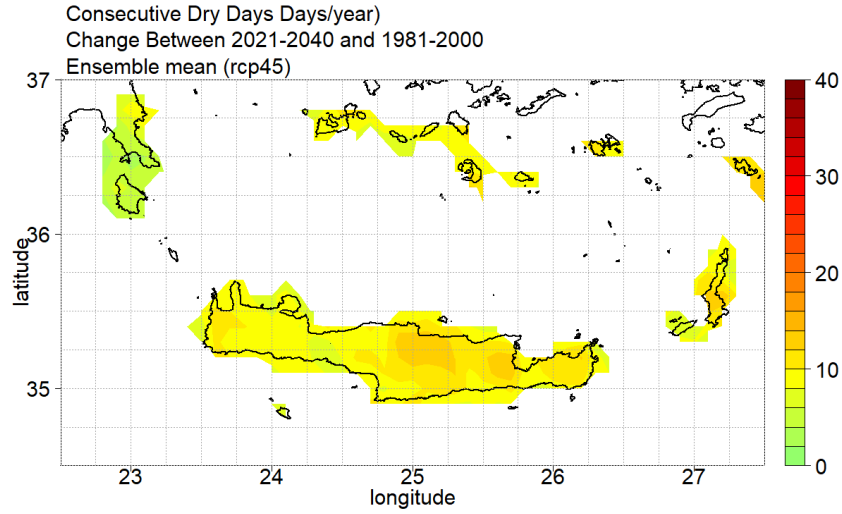 Consecutive Dry Days Days/year)
Change Between 2021-2040 and 1981-2000
Ensemble mean (rcp45)
37
36
35
latitude
23
24
25
26
27
longitude
40
30
20
10
0